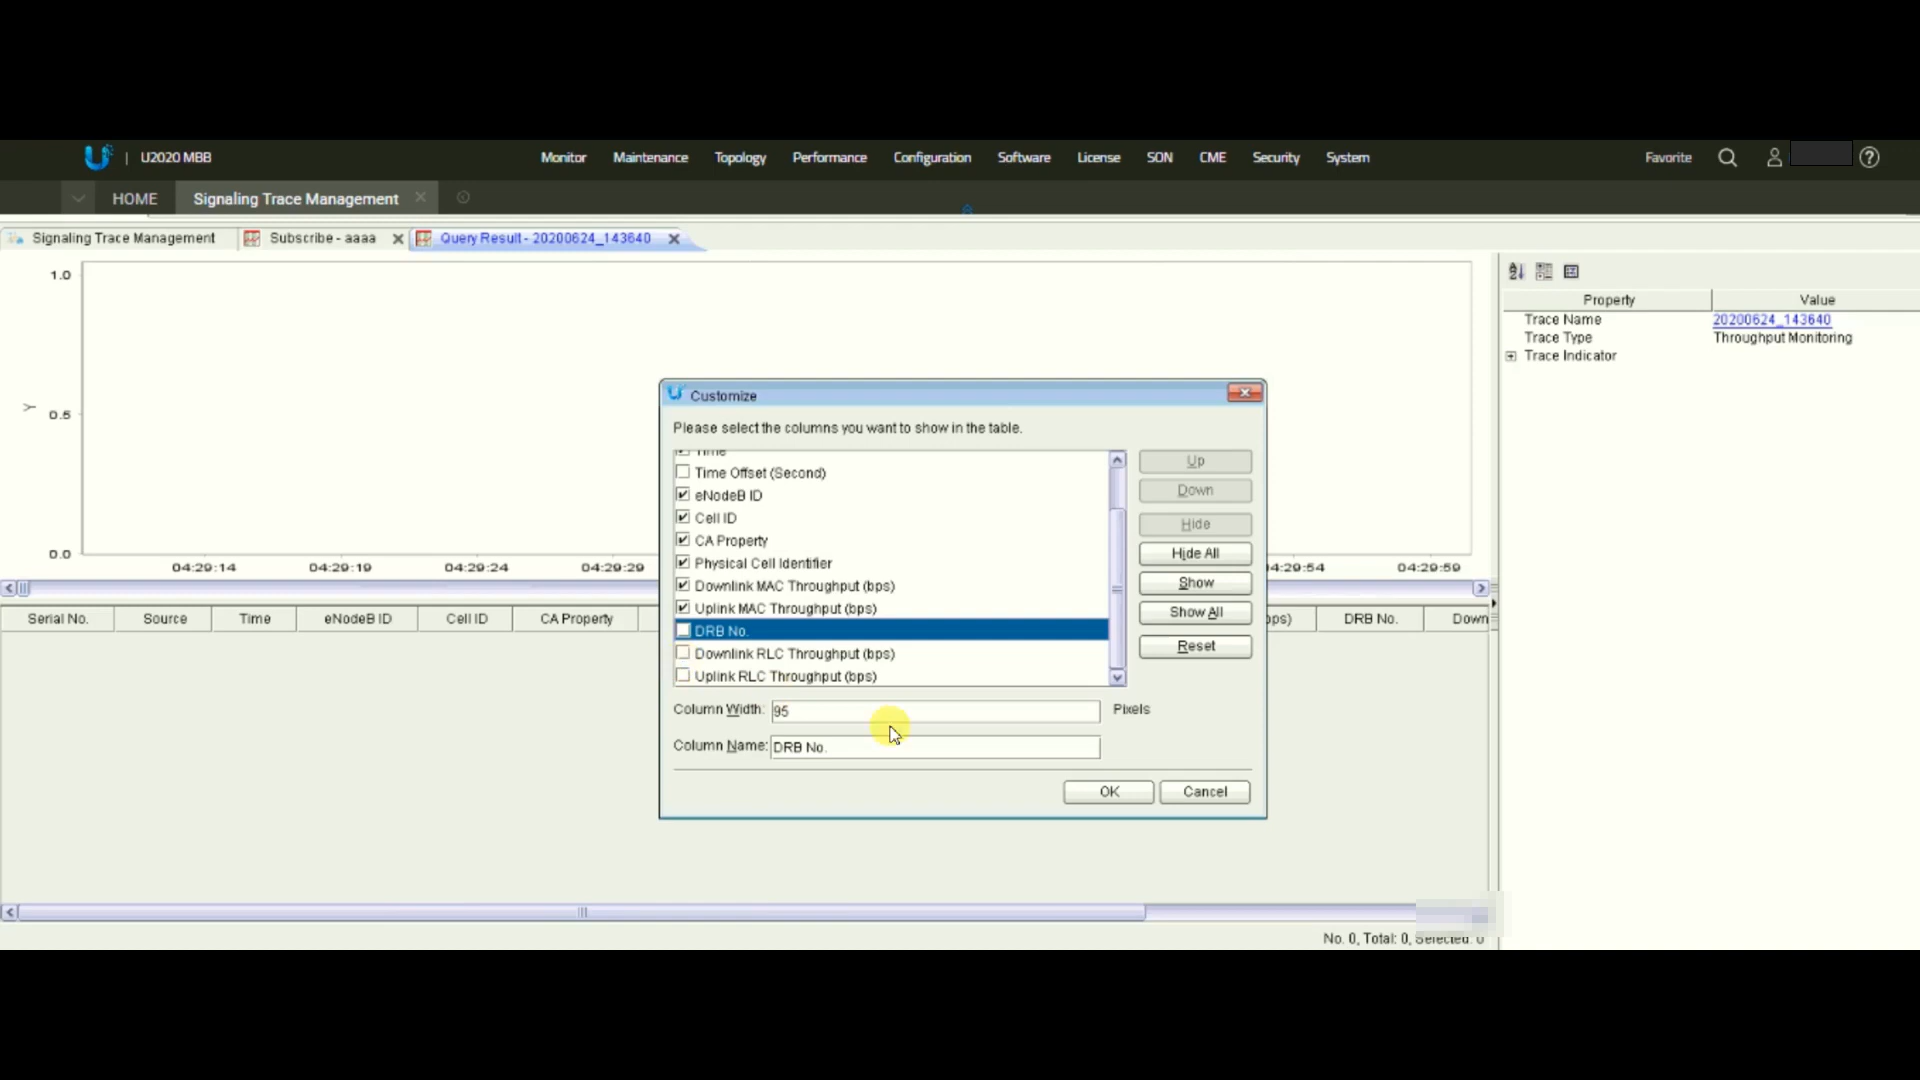 U2020 MBB
Monitor Maintenance Topology Performance Configuration Software License SON CME Security System
Favorite
HOME
Signaling Trace Management
Signaling Trace Management
Subscribe - aaaa
Query Result - 20200624_143640
1.0
Y
0.5
0.0
04:29:14 04:29:19 04:29:24 04:29:29 04:29:54 04:29:59
Property Value
Trace Name 20200624_143640
Trace Type Throughput Monitoring
Trace Indicator
Customize
Please select the columns you want to show in the table.
Time
Time Offset (Second)
eNodeB ID
Cell ID
CA Property
Physical Cell Identifier
Downlink MAC Throughput (bps)
Uplink MAC Throughput (bps)
DRB No.
Downlink RLC Throughput (bps)
Uplink RLC Throughput (bps)
Up
Down
Hide
Hide All
Show
Show All
Reset
Column Width: 95 Pixels
Column Name: DRB No.
OK Cancel
Serial No. Source Time eNodeB ID Cell ID CA Property bps) DRB No. Down
No. 0, Total: 0, Selected: 0